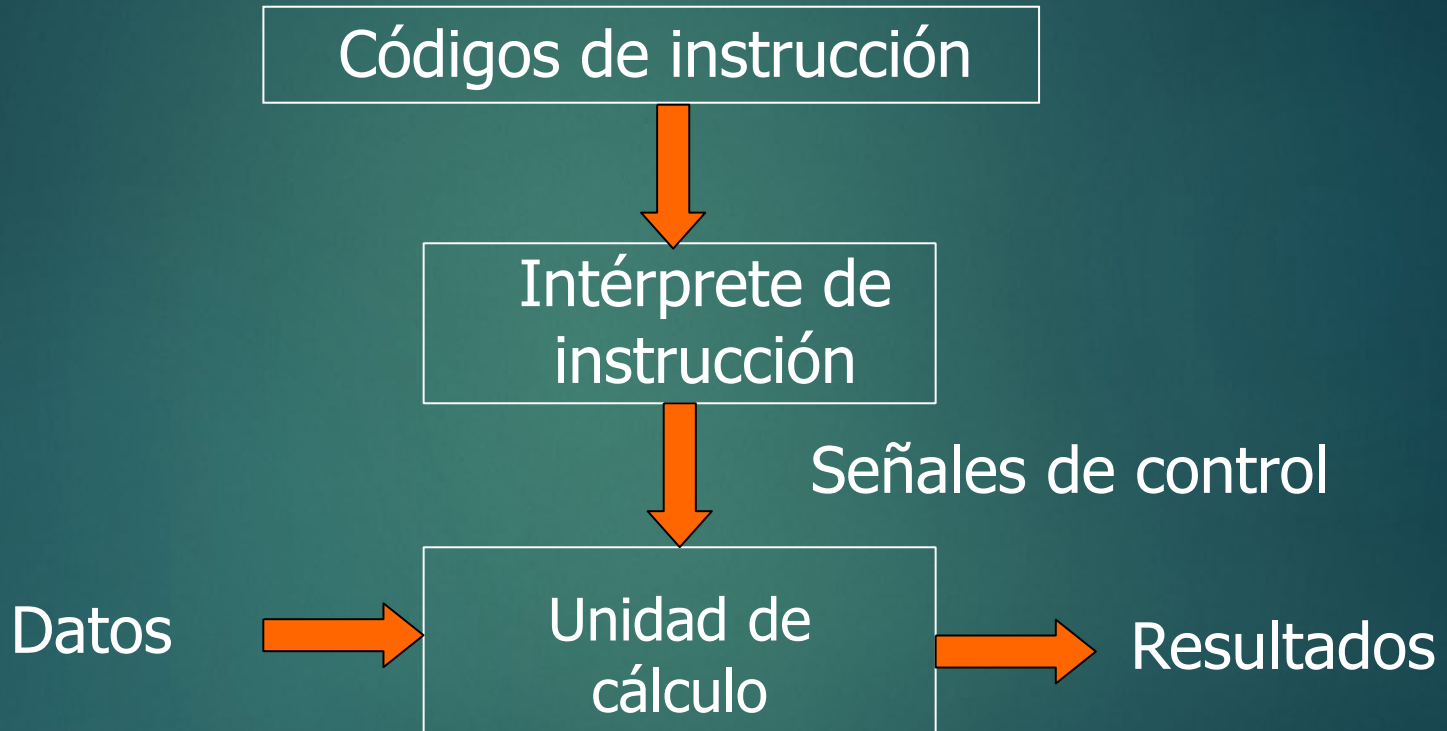 Códigos de instrucción
Intérprete de
instrucción
Señales de control
Datos
Unidad de
cálculo
Resultados